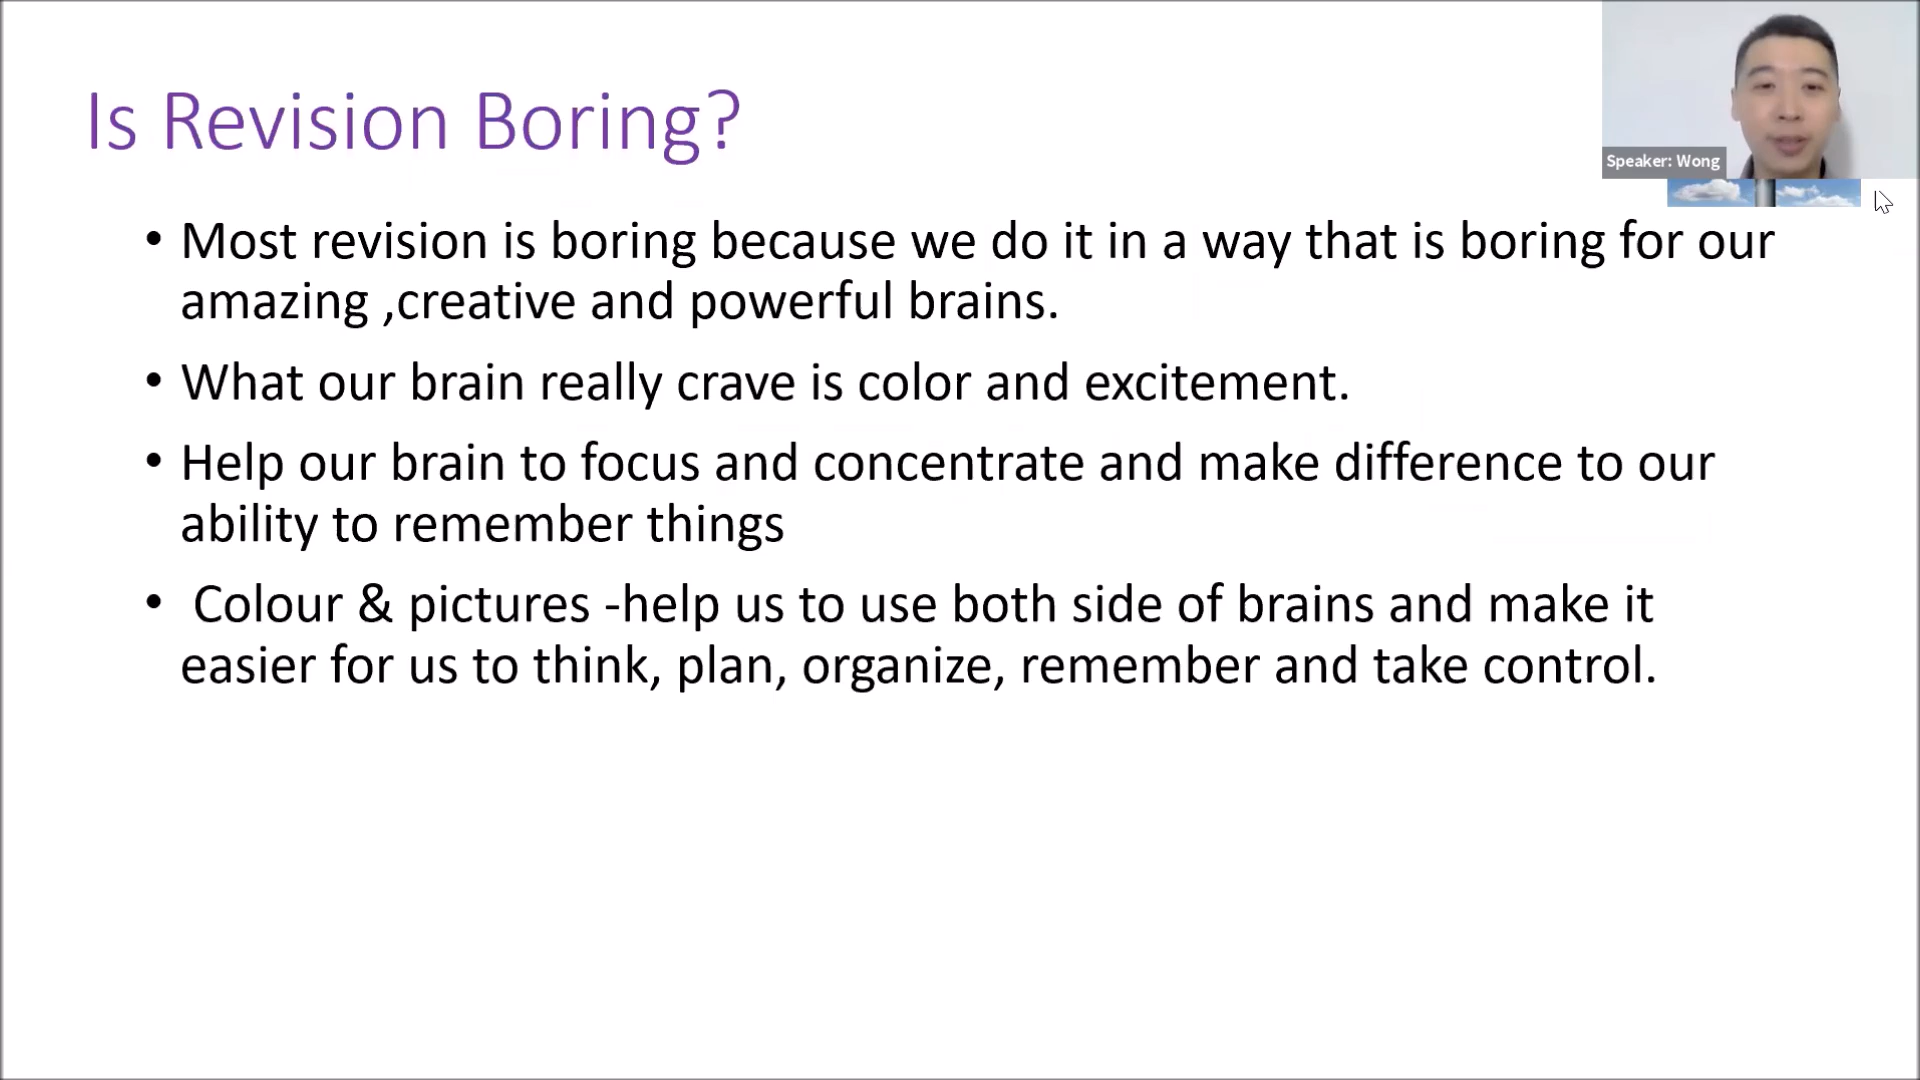 Is Revision Boring?
Speaker: Wong
• Most revision is boring because we do it in a way that is boring for our
amazing ,creative and powerful brains.
• What our brain really crave is color and excitement.
• Help our brain to focus and concentrate and make difference to our
ability to remember things
• Colour & pictures -help us to use both side of brains and make it
easier for us to think, plan, organize, remember and take control.